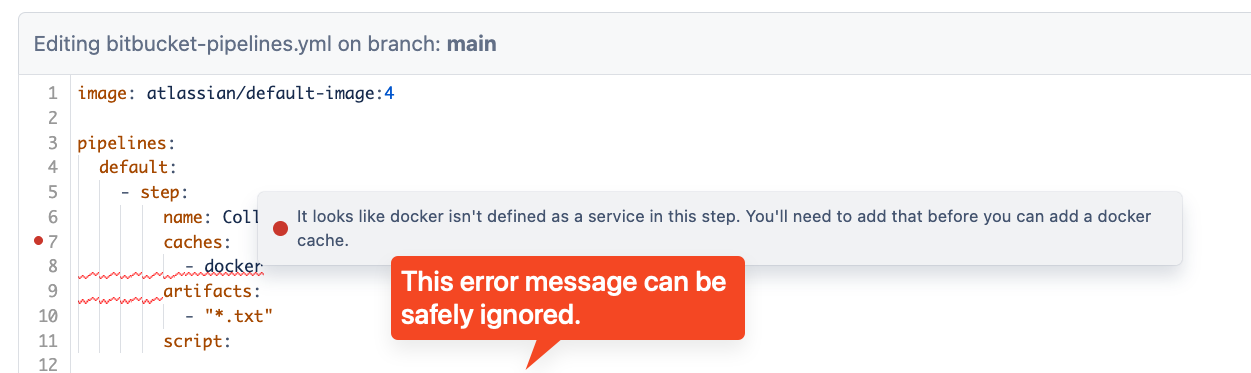 Editing bitbucket-pipelines.yml on branch: main
1 image: atlassian/default-image:4
2
3 pipelines:
4 default:
5 - step:
6 name: Coll
It looks like docker isn't defined as a service in this step. You'll need to add that before you can add a docker
cache.
7 caches:
8 - docker
9 artifacts:
10 - "*.txt"
11 script:
12
This error message can be
safely ignored.